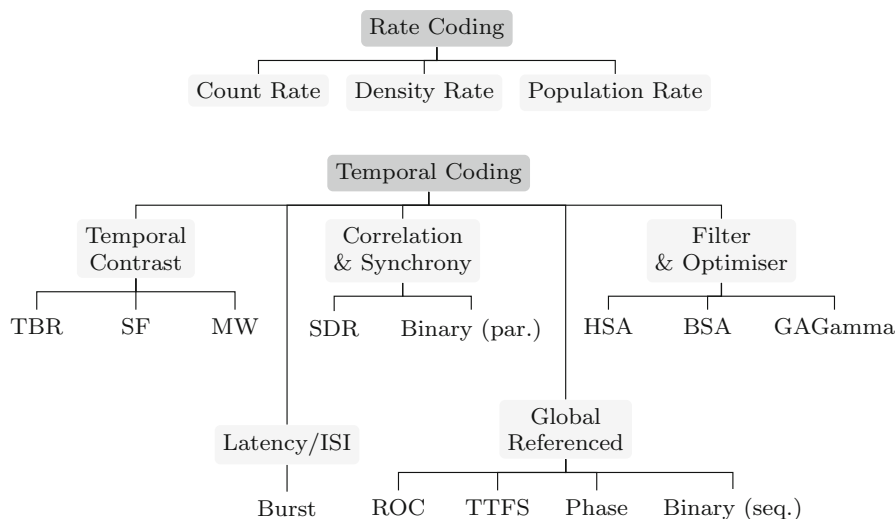 Rate Coding
Count Rate Density Rate Population Rate
Temporal Coding
Temporal
Contrast
Correlation
& Synchrony
Filter
& Optimiser
TBR SF MW
SDR Binary (par.)
HSA BSA GAGamma
Latency/ISI
Global
Referenced
Burst
ROC TTFS Phase Binary (seq.)